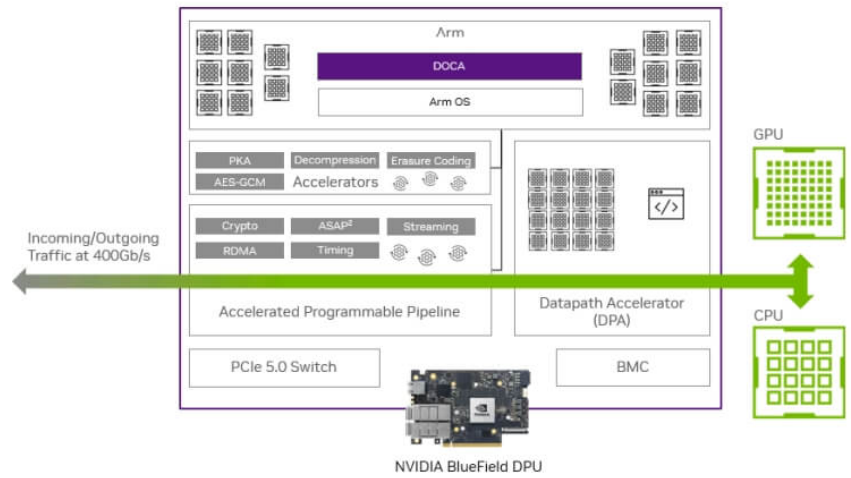 Arm
DOCA
Arm OS
PKA
Decompression
Erasure Coding
AES-GCM
Accelerators
Crypto
ASAP²
Streaming
RDMA
Timing
Accelerated Programmable Pipeline
</>
Datapath Accelerator
(DPA)
Incoming/Outgoing
Traffic at 400Gb/s
GPU
CPU
PCIe 5.0 Switch
BMC
NVIDIA BlueField DPU